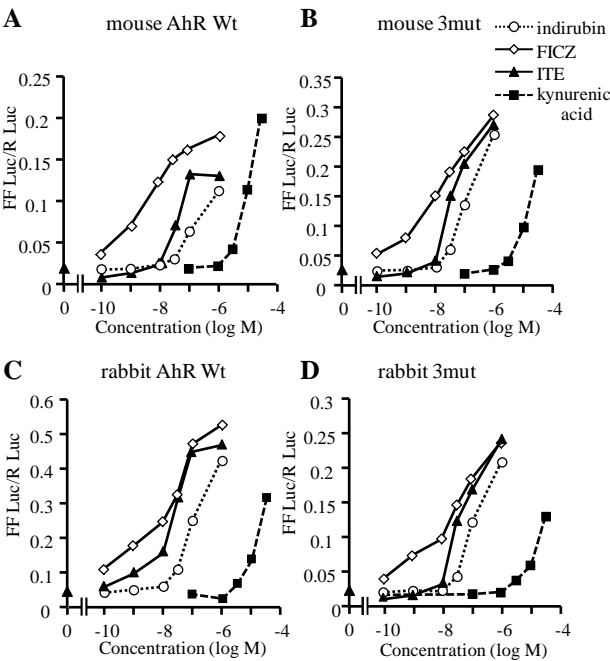 A
mouse AhR Wt
B
mouse 3mut
indirubin
FICZ
ITE
kynurenic
acid
FF Luc/R Luc
0.25
0.2
0.15
0.1
0.05
0
0
-10
-8
-6
-4
Concentration (log M)
FF Luc/R Luc
0.35
0.3
0.25
0.2
0.15
0.1
0.05
0
0
-10
-8
-6
-4
Concentration (log M)
C
rabbit AhR Wt
D
rabbit 3mut
FF Luc/R Luc
0.6
0.5
0.4
0.3
0.2
0.1
0
0
-10
-8
-6
-4
Concentration (log M)
FF Luc/R Luc
0.3
0.25
0.2
0.15
0.1
0.05
0
0
-10
-8
-6
-4
Concentration (log M)